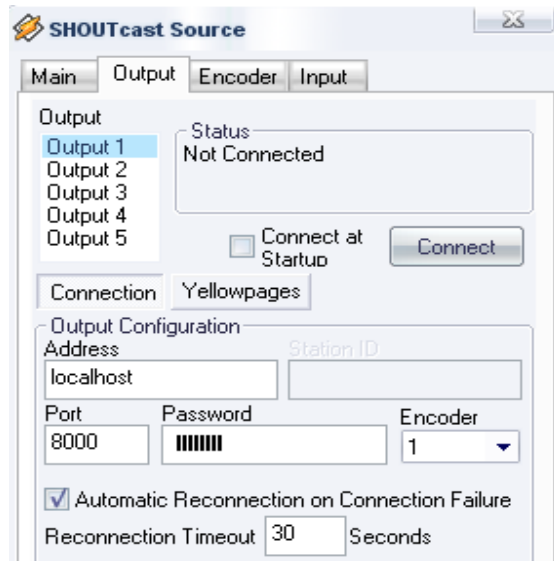 SHOUTcast Source
Main Output Encoder Input
Output
Output 1
Output 2
Output 3
Output 4
Output 5
Status
Not Connected
Connect at Startup
Connect
Connection Yellowpages
Output Configuration
Address Station ID
localhost
Port Password Encoder
8000 1
Automatic Reconnection on Connection Failure
Reconnection Timeout 30 Seconds